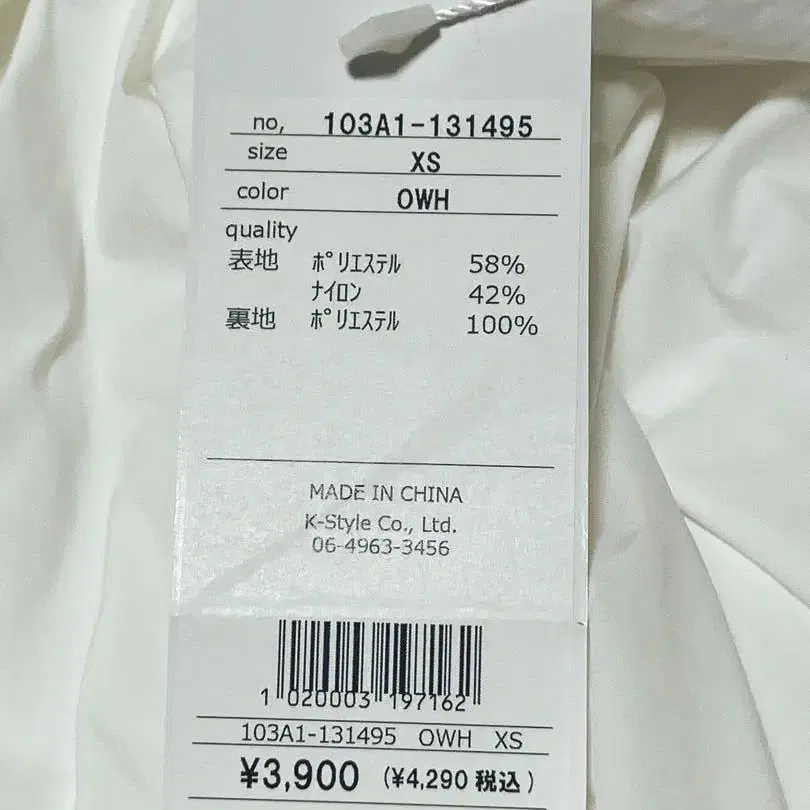 no, 103A1-131495
size XS
color OWH
quality
表地 ﾎﾟﾘｴｽﾃﾙ 58%
ﾅｲﾛﾝ 42%
裏地 ﾎﾟﾘｴｽﾃﾙ 100%
MADE IN CHINA
K-Style Co., Ltd.
06-4963-3456
1 020003 197162
103A1-131495 OWH XS
¥3,900 (¥4,290 税込)